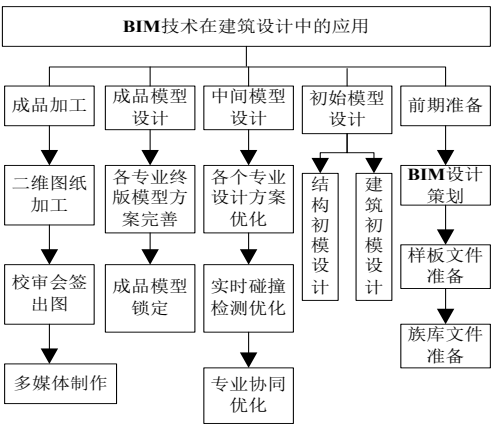 BIM技术在建筑设计中的应用
成品加工
成品模型
设计
中间模型
设计
初始模型
设计
前期准备
二维图纸
加工
各专业终
版模型方
案完善
各个专业
设计方案
优化
结构初模设计
建筑初模设计
BIM设计
策划
校审会签
出图
成品模型
锁定
实时碰撞
检测优化
样板文件
准备
多媒体制作
专业协同
优化
族库文件
准备